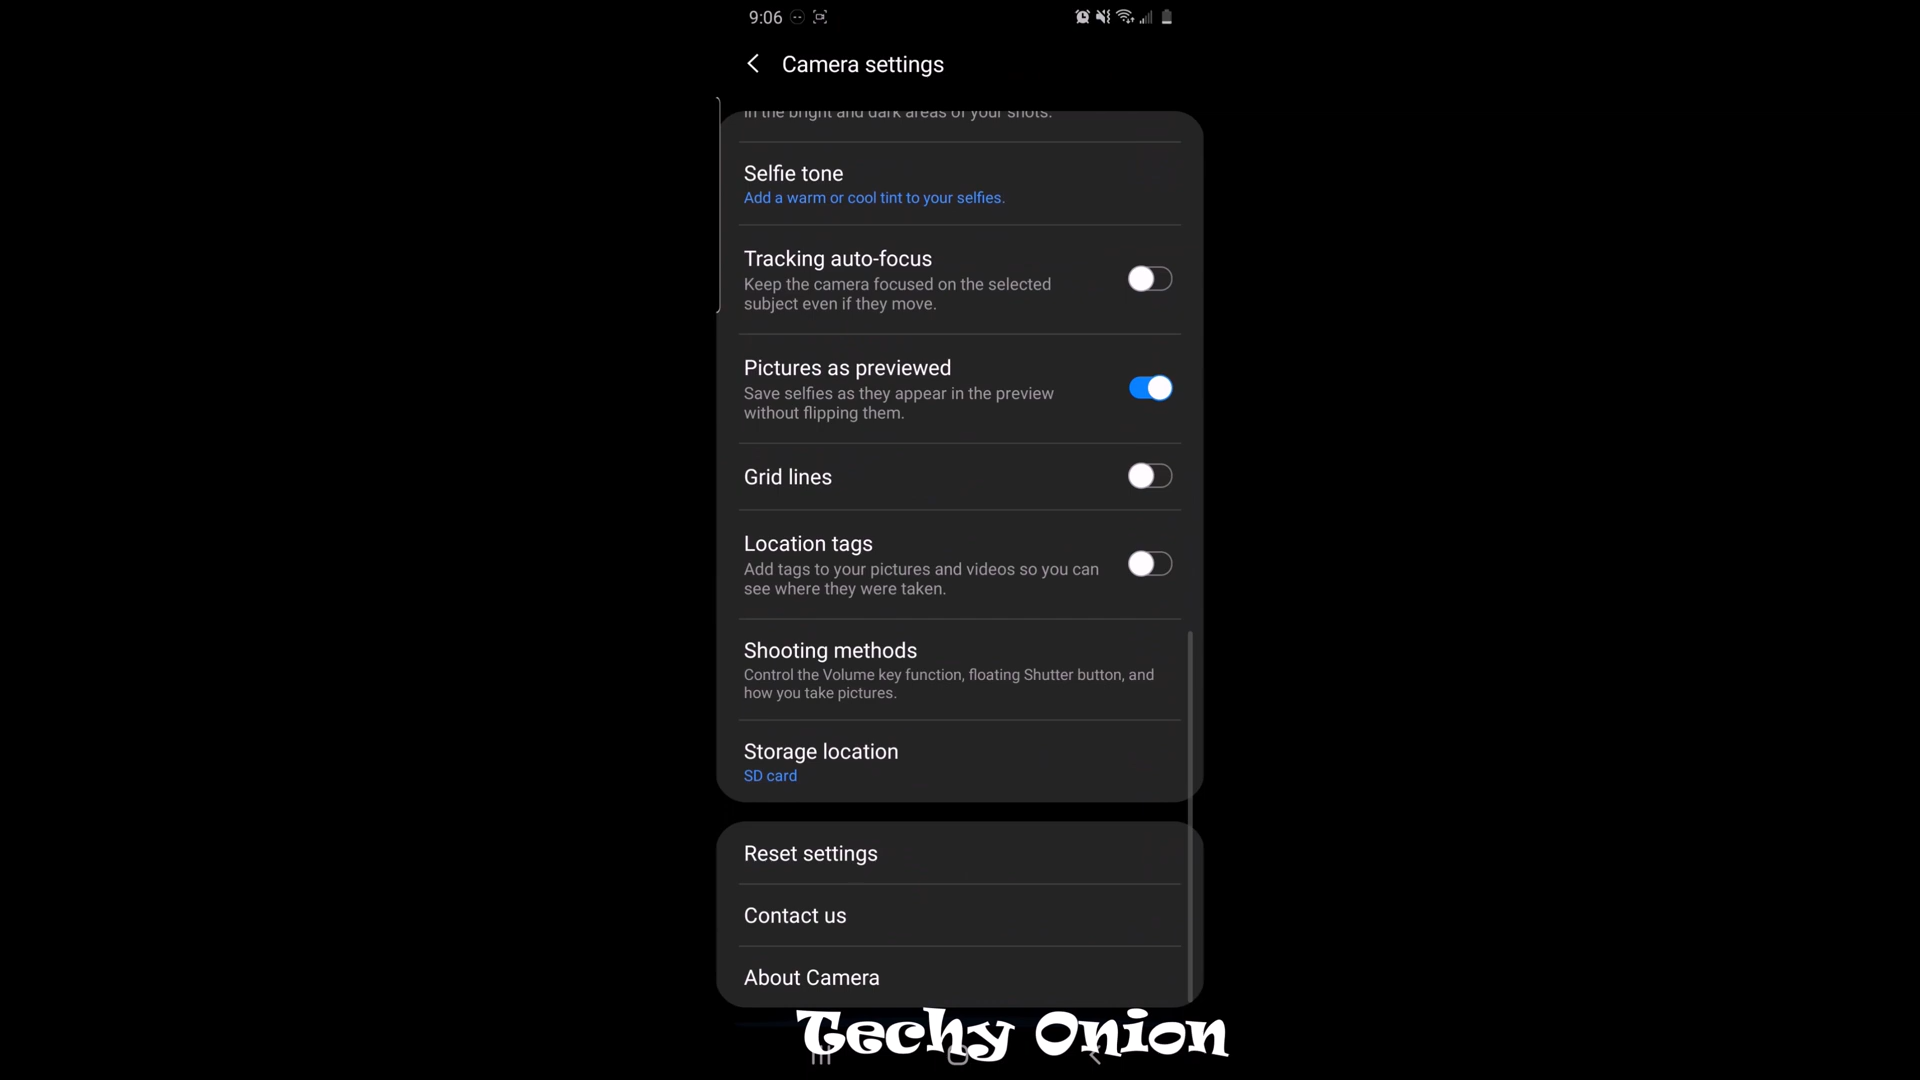 9:06
Camera settings
in the bright and dark areas of your shots.
Selfie tone
Add a warm or cool tint to your selfies.
Tracking auto-focus
Keep the camera focused on the selected
subject even if they move.
Pictures as previewed
Save selfies as they appear in the preview
without flipping them.
Grid lines
Location tags
Add tags to your pictures and videos so you can
see where they were taken.
Shooting methods
Control the Volume key function, floating Shutter button, and
how you take pictures.
Storage location
SD card
Reset settings
Contact us
About Camera
Techy Onion